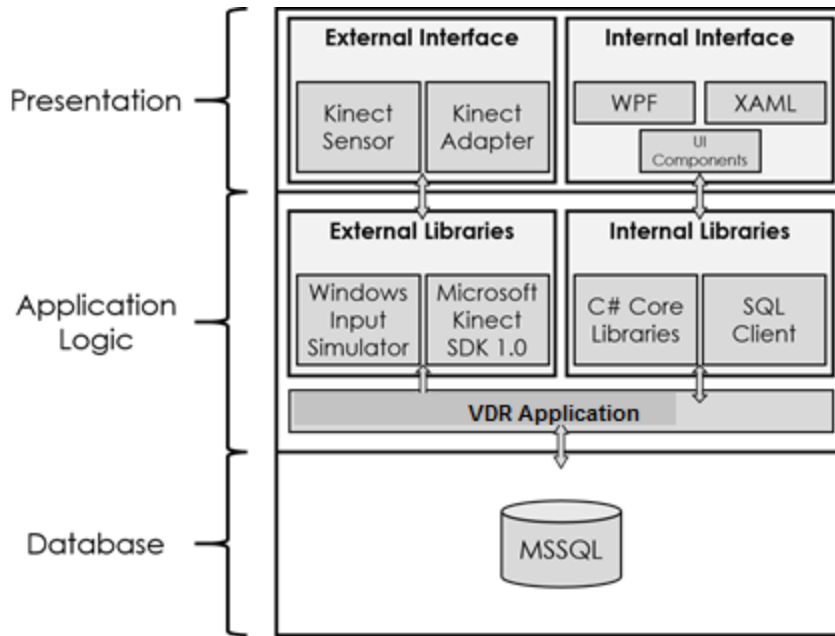 Presentation
External Interface
Kinect
Sensor
Kinect
Adapter
Internal Interface
WPF
XAML
UI
Components
Application
Logic
External Libraries
Windows
Input
Simulator
Microsoft
Kinect
SDK 1.0
Internal Libraries
C# Core
Libraries
SQL
Client
VDR Application
Database
MSSQL